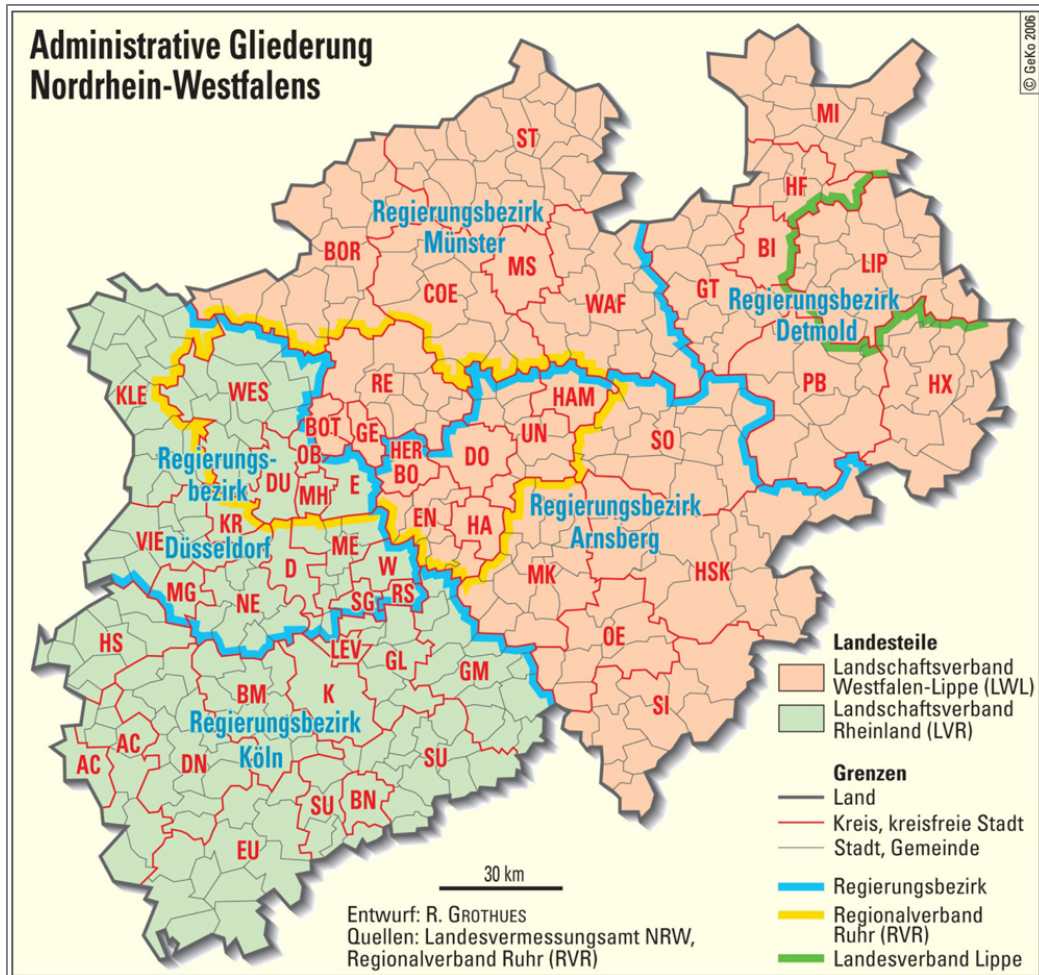 Administrative Gliederung
Nordrhein-Westfalens
© GeKo 2006
MI
ST
HF
Regierungsbezirk
Münster
BOR
MS
BI
LIP
COE
WAF
GT
Regierungsbezirk
Detmold
KLE
WES
RE
HAM
PB
HX
BOT
GE
UN
SO
HER
BO
DO
OB
Regierungs-
bezirk
Düsseldorf
DU
MH
E
EN
HA
Regierungsbezirk
Arnsberg
KR
VIE
ME
D
W
MK
HSK
MG
NE
SG
RS
OE
HS
LEV
GL
GM
BM
K
SI
Regierungsbezirk
Köln
AC
AC
DN
SU
SU
BN
EU
Landesteile
Landschaftsverband
Westfalen-Lippe (LWL)
Landschaftsverband
Rheinland (LVR)
Grenzen
Land
Kreis, kreisfreie Stadt
Stadt, Gemeinde
Regierungsbezirk
Regionalverband
Ruhr (RVR)
Landesverband Lippe
30 km
Entwurf: R. GROTHUES
Quellen: Landesvermessungsamt NRW,
Regionalverband Ruhr (RVR)